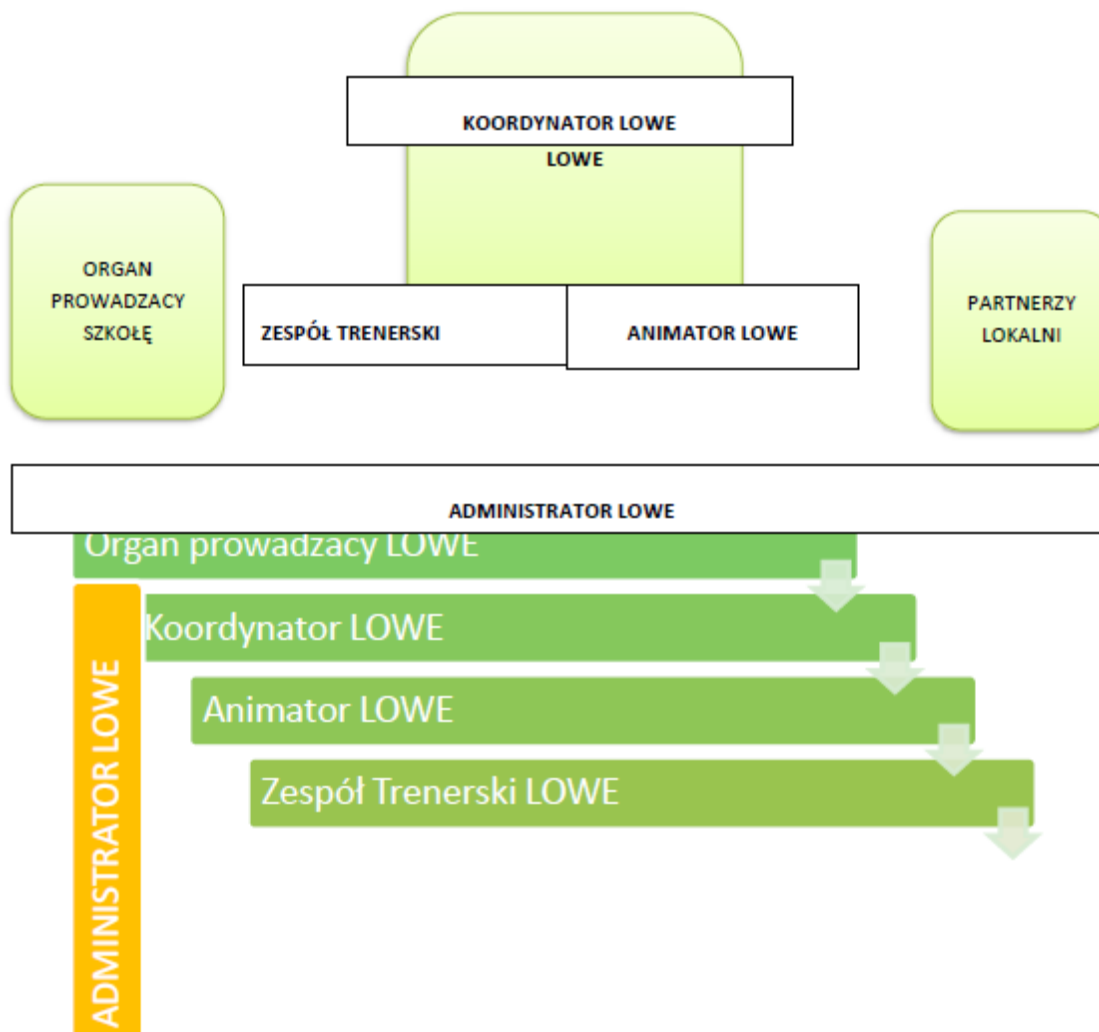 KOORDYNATOR LOWE
LOWE
ORGAN
PROWADZACY
SZKOŁĘ
ZESPÓŁ TRENERSKI
ANIMATOR LOWE
PARTNERZY
LOKALNI
ADMINISTRATOR LOWE
Organ prowadzacy LOWE
Koordynator LOWE
Animator LOWE
Zespół Trenerski LOWE
ADMINISTRATOR LOWE